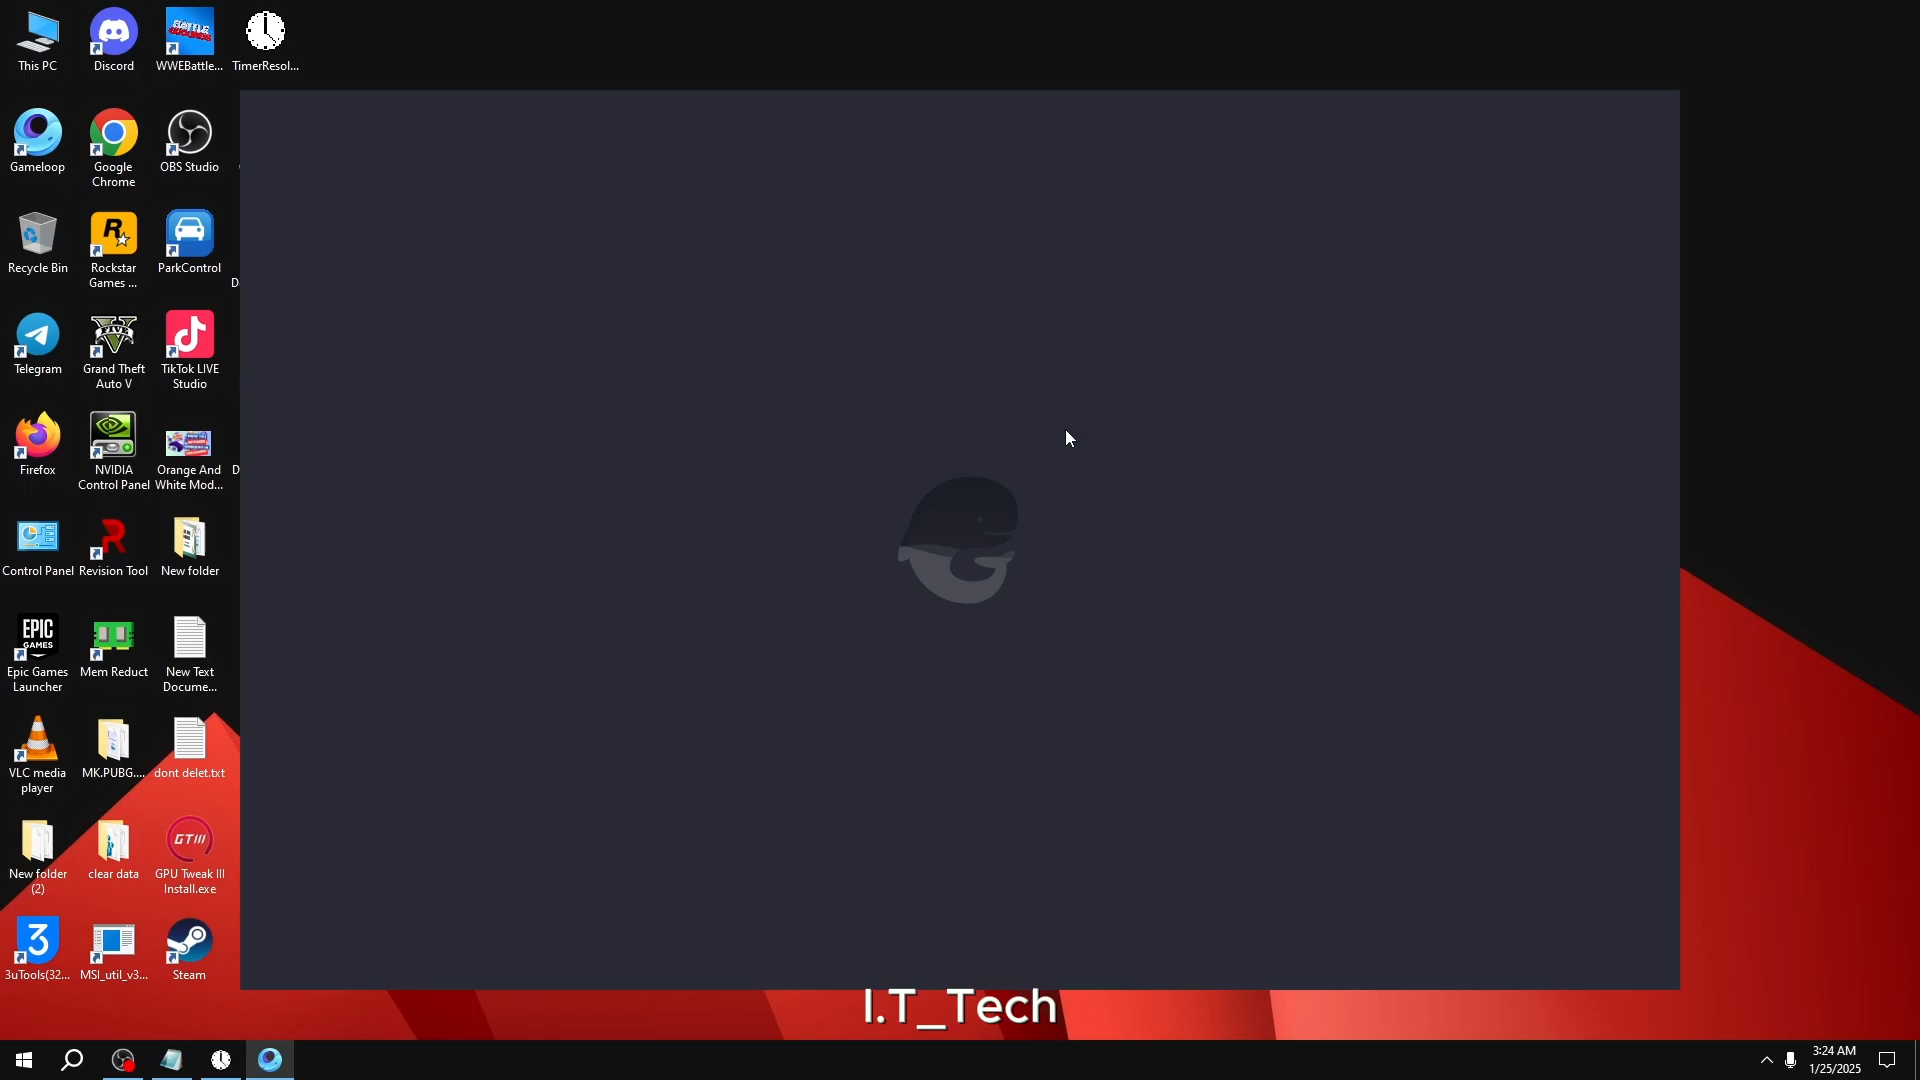 This PC
Discord
WWEBattle...
TimerResol...
Gameloop
Google
Chrome
OBS Studio
Recycle Bin
Rockstar
Games ...
ParkControl
D
Telegram
Grand Theft
Auto V
TikTok LIVE
Studio
Firefox
NVIDIA
Control Panel
Orange And
White Mod...
D
Control Panel
Revision Tool
New folder
EPIC
GAMES
Epic Games
Launcher
Mem Reduct
New Text
Docume...
VLC media
player
MK.PUBG....
dont delet.txt
New folder
(2)
clear data
GTIII
GPU Tweak III
Install.exe
3uTools(32...
MSI_util_v3...
Steam
I.T_Tech
3:24 AM
1/25/2025